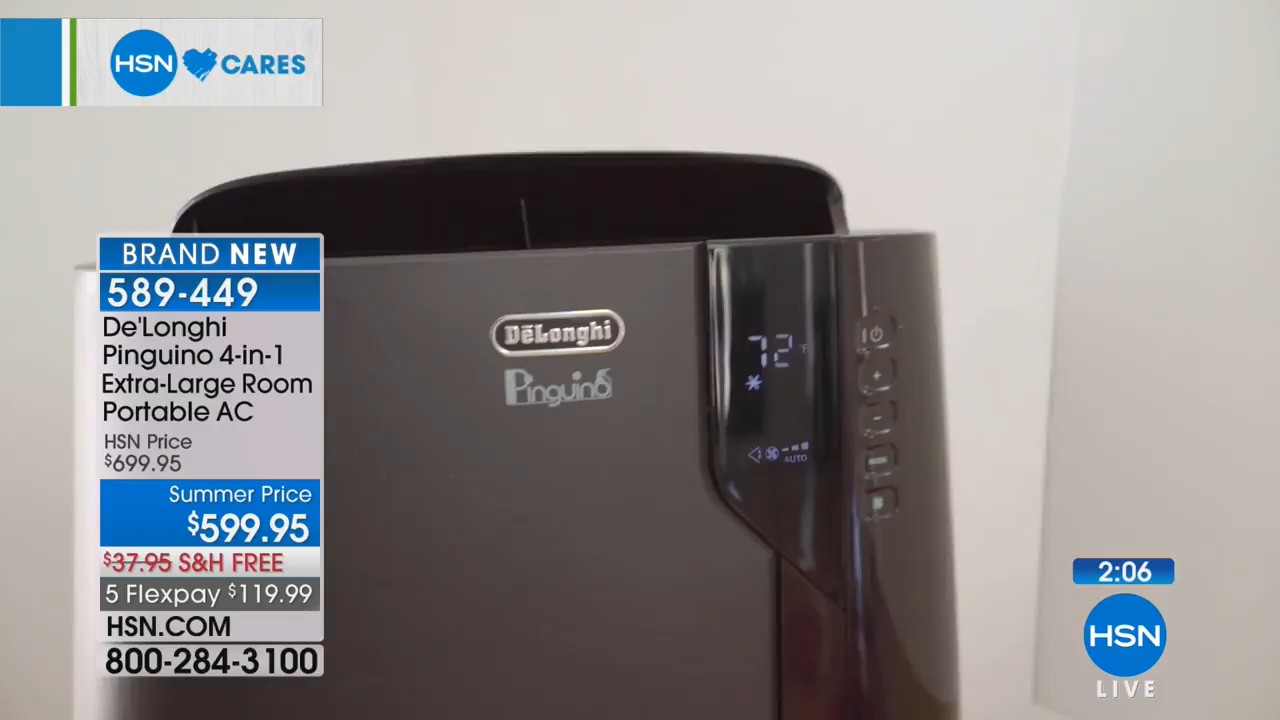 HSN CARES
BRAND NEW
589-449
De'Longhi
Pinguino 4-in-1
Extra-Large Room
Portable AC
HSN Price
$699.95
Summer Price
$599.95
$37.95 S&H FREE
5 Flexpay $119.99
HSN.COM
800-284-3100
DēLonghi
Pinguino
72 °F
AUTO
2:06
HSN
LIVE